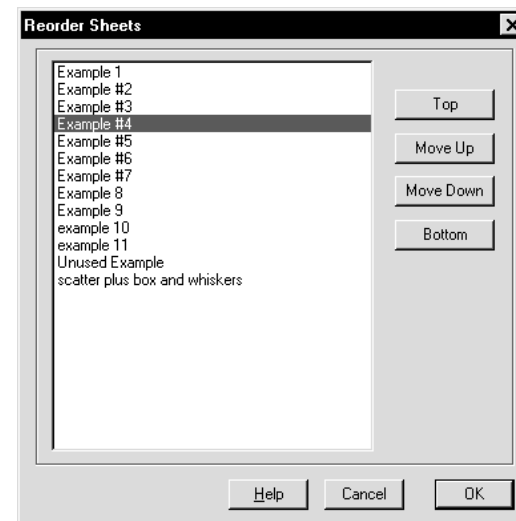 Reorder Sheets
Example 1
Example #2
Example #3
Example #4
Example #5
Example #6
Example #7
Example 8
Example 9
example 10
example 11
Unused Example
scatter plus box and whiskers
Top
Move Up
Move Down
Bottom
Help
Cancel
OK